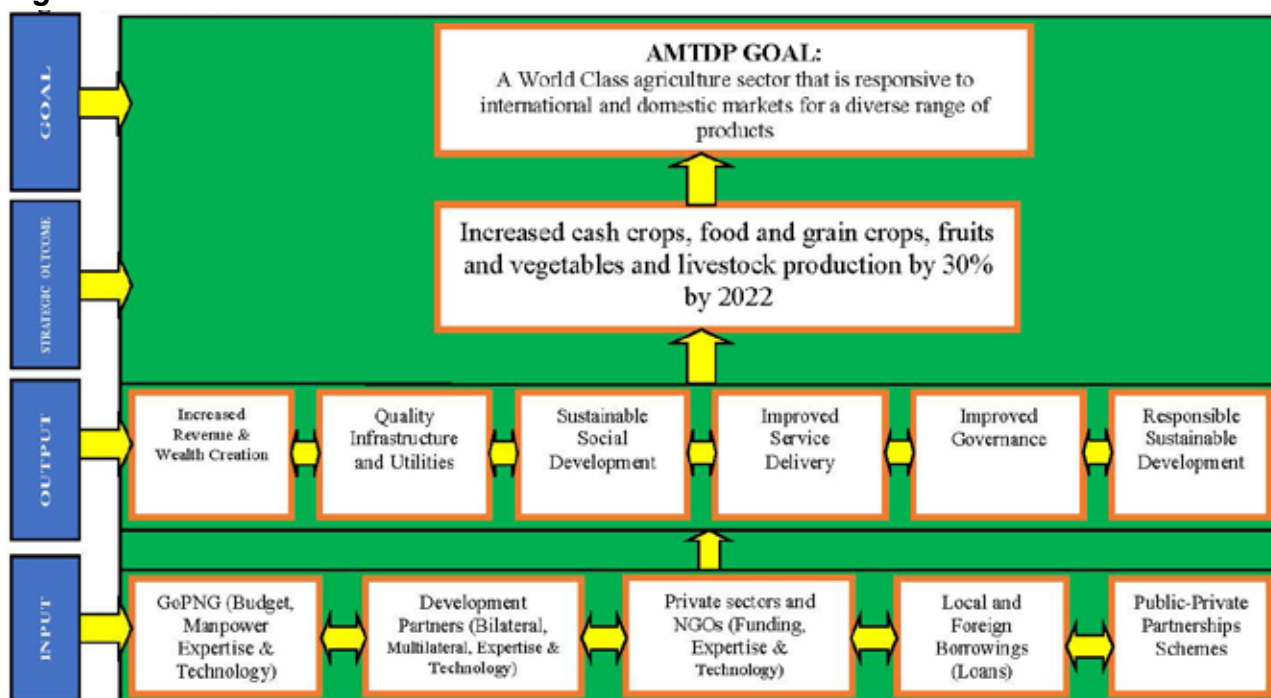 GOAL
AMTDP GOAL:
A World Class agriculture sector that is responsive to
international and domestic markets for a diverse range of
products
STRATEGIC OUTCOME
Increased cash crops, food and grain crops, fruits
and vegetables and livestock production by 30%
by 2022
OUTPUT
Increased
Revenue &
Wealth Creation
Quality
Infrastructure
and Utilities
Sustainable
Social
Development
Improved
Service
Delivery
Improved
Governance
Responsible
Sustainable
Development
INPUT
GoPNG (Budget,
Manpower
Expertise &
Technology)
Development
Partners (Bilateral,
Multilateral, Expertise &
Technology)
Private sectors and
NGOs (Funding,
Expertise &
Technology)
Local and
Foreign
Borrowings
(Loans)
Public-Private
Partnerships
Schemes